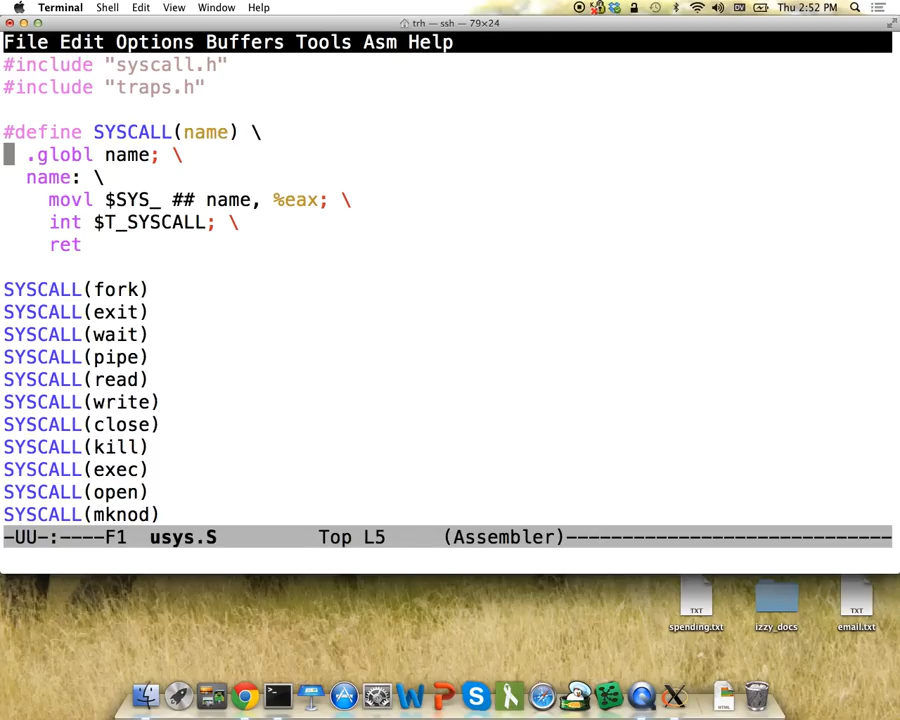 Terminal Shell Edit View Window Help Thu 2:52 PM
trh — ssh — 79×24
File Edit Options Buffers Tools Asm Help
#include "syscall.h"
#include "traps.h"
#define SYSCALL(name) \
.globl name; \
name: \
movl $SYS_ ## name, %eax; \
int $T_SYSCALL; \
ret
SYSCALL(fork)
SYSCALL(exit)
SYSCALL(wait)
SYSCALL(pipe)
SYSCALL(read)
SYSCALL(write)
SYSCALL(close)
SYSCALL(kill)
SYSCALL(exec)
SYSCALL(open)
SYSCALL(mknod)
-UU-:----F1 usys.S Top L5 (Assembler)-----------------------------
TXT TXT
spending.txt izzy_docs email.txt
HTML